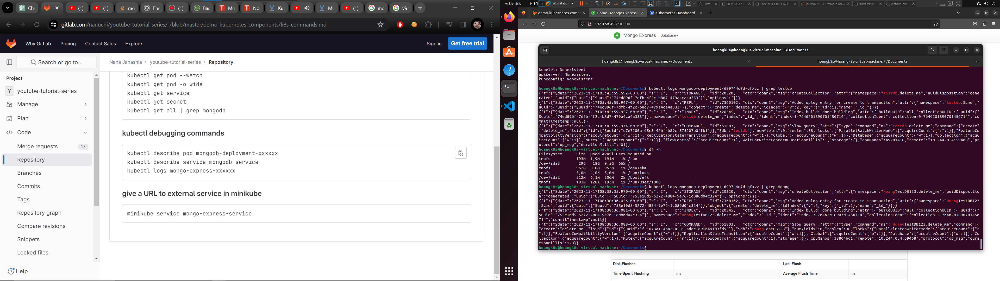 Cha
(1)
(1)
mo
Enc
(1)
Bas
Mo
No
Kub
Mir
(1)
mo
và
gitlab.com/nanuchi/youtube-tutorial-series/-/blob/master/demo-kubernetes-components/k8s-commands.md
Why GitLab
Pricing
Contact Sales
Explore
Sign in
Get free trial
Search or go to...
Nana Janashia › youtube-tutorial-series › Repository
Project
Y youtube-tutorial-series
Manage
Plan
Code
Merge requests 17
Repository
Branches
Commits
Tags
Repository graph
Compare revisions
Snippets
Locked files
Help
kubectl get pod --watch
kubectl get pod -o wide
kubectl get service
kubectl get secret
kubectl get all | grep mongodb
kubectl debugging commands
kubectl describe pod mongodb-deployment-xxxxxx
kubectl describe service mongodb-service
kubectl logs mongo-express-xxxxxx
give a URL to external service in minikube
minikube service mongo-express-service
Activities
Workstation
Home
UBUNTUFA23
Clone of UBUNTUFA23
kali-linux-2023.3-vmware-am...
Prometheus
WebsiteTest
demo-kubernetes-compo
Home - Mongo Express
Kubernetes Dashboard
192.168.49.2:30000
Mongo Express
Database
hoangk8s@hoangk8s-virtual-machine: ~/Documents
hoangk8s@hoangk8s-virtual-machine: ~/Documents
hoangk8s@hoangk8s-virtual-machine: ~/Documents
kubelet: Nonexistent
apiserver: Nonexistent
kubeconfig: Nonexistent
hoangk8s@hoangk8s-virtual-machine:~/Documents$ kubectl logs mongodb-deployment-699744c7d-qfxvz | grep testdb
{"t":{"$date":"2023-11-17T05:45:59.592+00:00"},"s":"I",  "c":"STORAGE",  "id":20320,   "ctx":"conn2","msg":"createCollection","attr":{"namespace":"testdb.delete_me","uuidDisposition":"gene
rated","uuid":{"uuid":{"$uuid":"74ed896f-7dfb-4f2c-b8d7-479a4ca4a333"}},"options":{}}}
{"t":{"$date":"2023-11-17T05:45:59.947+00:00"},"s":"I",  "c":"REPL",     "id":7360102, "ctx":"conn2","msg":"Added oplog entry for create to transaction","attr":{"namespace":"testdb.$cmd","
uuid":{"uuid":{"$uuid":"74ed896f-7dfb-4f2c-b8d7-479a4ca4a333"}},"object":{"create":"delete_me","idIndex":{"v":2,"key":{"_id":1},"name":"_id_"}}}}
{"t":{"$date":"2023-11-17T05:45:59.957+00:00"},"s":"I",  "c":"INDEX",    "id":20345,   "ctx":"conn2","msg":"Index build: done building","attr":{"buildUUID":null,"collectionUUID":{"uuid":{"
$uuid":"74ed896f-7dfb-4f2c-b8d7-479a4ca4a333"}},"namespace":"testdb.delete_me","index":"_id_","ident":"index-1-7646201890701456714","collectionIdent":"collection-0-7646201890701456714","co
mmitTimestamp":null}}
{"t":{"$date":"2023-11-17T05:45:59.974+00:00"},"s":"I",  "c":"COMMAND",  "id":51803,   "ctx":"conn2","msg":"Slow query","attr":{"type":"command","ns":"testdb.delete_me","command":{"create"
:"delete_me","lsid":{"id":{"$uuid":"c7e7200a-65c3-42bf-b89c-575207b0ffb1"}},"$db":"testdb"},"numYields":0,"reslen":38,"locks":{"ParallelBatchWriterMode":{"acquireCount":{"r":1}},"FeatureCo
mpatibilityVersion":{"acquireCount":{"w":1}},"ReplicationStateTransition":{"acquireCount":{"w":1}},"Global":{"acquireCount":{"w":1}},"Database":{"acquireCount":{"w":1}},"Collection":{"acqu
ireCount":{"w":1}},"Mutex":{"acquireCount":{"r":1}}},"flowControl":{"acquireCount":1},"waitForWriteConcernDurationMillis":1,"storage":{},"cpuNanos":49201418,"remote":"10.244.0.4:59468","pr
otocol":"op_msg","durationMillis":401}}
hoangk8s@hoangk8s-virtual-machine:~/Documents$ df -h
Filesystem      Size  Used Avail Use% Mounted on
tmpfs           193M  1,9M  191M   1% /run
/dev/sda3        29G   18G  9,5G  66% /
tmpfs           962M  8,8M  953M   1% /dev/shm
tmpfs           5,0M  4,0K  5,0M   1% /run/lock
/dev/sda2       512M  6,1M  506M   2% /boot/efi
tmpfs           193M  128K  193M   1% /run/user/1000
hoangk8s@hoangk8s-virtual-machine:~/Documents$ kubectl logs mongodb-deployment-699744c7d-qfxvz | grep Hoang
{"t":{"$date":"2023-11-17T08:38:35.970+00:00"},"s":"I",  "c":"STORAGE",  "id":20320,   "ctx":"conn2","msg":"createCollection","attr":{"namespace":"HoangTestDB123.delete_me","uuidDispositio
n":"generated","uuid":{"uuid":{"$uuid":"755e10d5-5272-4884-9e76-1c086d04c324"}},"options":{}}}
{"t":{"$date":"2023-11-17T08:38:36.056+00:00"},"s":"I",  "c":"REPL",     "id":7360102, "ctx":"conn2","msg":"Added oplog entry for create to transaction","attr":{"namespace":"HoangTestDB123
.$cmd","uuid":{"uuid":{"$uuid":"755e10d5-5272-4884-9e76-1c086d04c324"}},"object":{"create":"delete_me","idIndex":{"v":2,"key":{"_id":1},"name":"_id_"}}}}
{"t":{"$date":"2023-11-17T08:38:36.081+00:00"},"s":"I",  "c":"INDEX",    "id":20345,   "ctx":"conn2","msg":"Index build: done building","attr":{"buildUUID":null,"collectionUUID":{"uuid":{"
$uuid":"755e10d5-5272-4884-9e76-1c086d04c324"}},"namespace":"HoangTestDB123.delete_me","index":"_id_","ident":"index-3-7646201890701456714","collectionIdent":"collection-2-7646201890701456
714","commitTimestamp":null}}
{"t":{"$date":"2023-11-17T08:38:36.088+00:00"},"s":"I",  "c":"COMMAND",  "id":51803,   "ctx":"conn2","msg":"Slow query","attr":{"type":"command","ns":"HoangTestDB123.delete_me","command":{
"create":"delete_me","lsid":{"id":{"$uuid":"f51073a1-4b42-4581-ad6c-e91649103fd9"}},"$db":"HoangTestDB123"},"numYields":0,"reslen":38,"locks":{"ParallelBatchWriterMode":{"acquireCount":{"r
":1}},"FeatureCompatibilityVersion":{"acquireCount":{"w":1}},"ReplicationStateTransition":{"acquireCount":{"w":1}},"Global":{"acquireCount":{"w":1}},"Database":{"acquireCount":{"w":1}},"Co
llection":{"acquireCount":{"w":1}},"Mutex":{"acquireCount":{"r":1}}},"flowControl":{"acquireCount":1},"storage":{},"cpuNanos":38804661,"remote":"10.244.0.4:59468","protocol":"op_msg","dura
tionMillis":128}}
hoangk8s@hoangk8s-virtual-machine:~/Documents$
Disk Flushes
Last Flush
Time Spent Flushing
ms
Average Flush Time
ms